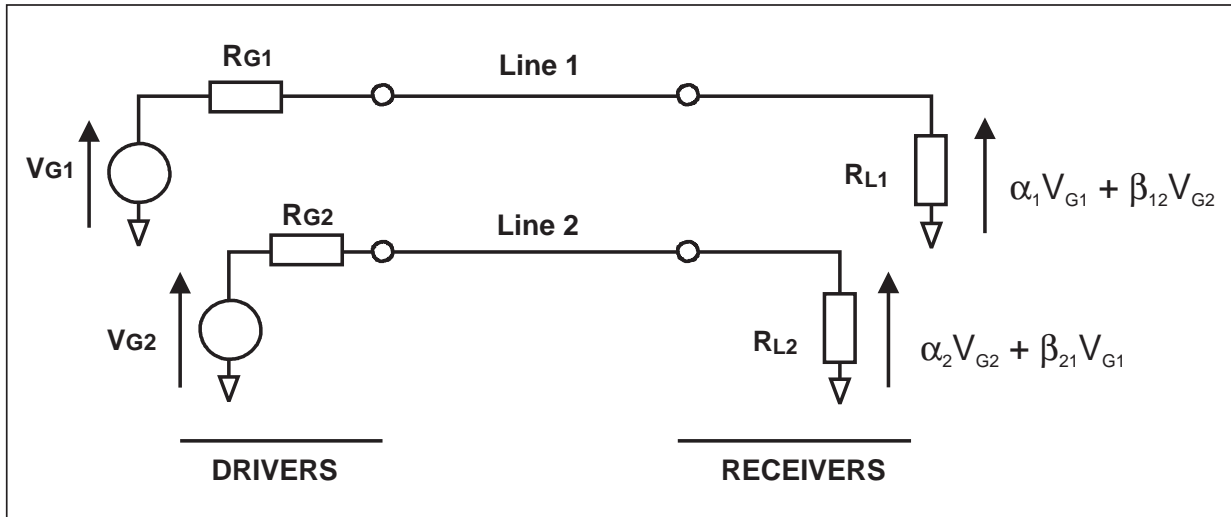 RG1
Line 1
VG1
RL1
α₁VG1 + β₁₂VG2
RG2
Line 2
VG2
RL2
α₂VG2 + β₂₁VG1
DRIVERS
RECEIVERS